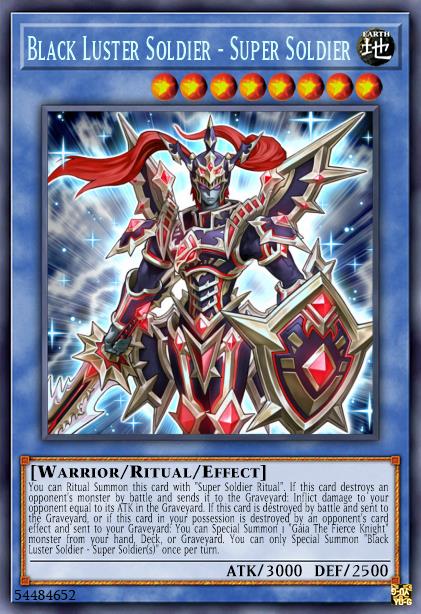 Black Luster Soldier - Super Soldier
EARTH
地
[Warrior/Ritual/Effect]
You can Ritual Summon this card with "Super Soldier Ritual". If this card destroys an
opponent's monster by battle and sends it to the Graveyard: Inflict damage to your
opponent equal to its ATK in the Graveyard. If this card is destroyed by battle and sent to
the Graveyard, or if this card in your possession is destroyed by an opponent's card
effect and sent to your Graveyard: You can Special Summon 1 "Gaia The Fierce Knight"
monster from your hand, Deck, or Graveyard. You can only Special Summon "Black
Luster Soldier - Super Soldier(s)" once per turn.
ATK/3000 DEF/2500
54484652